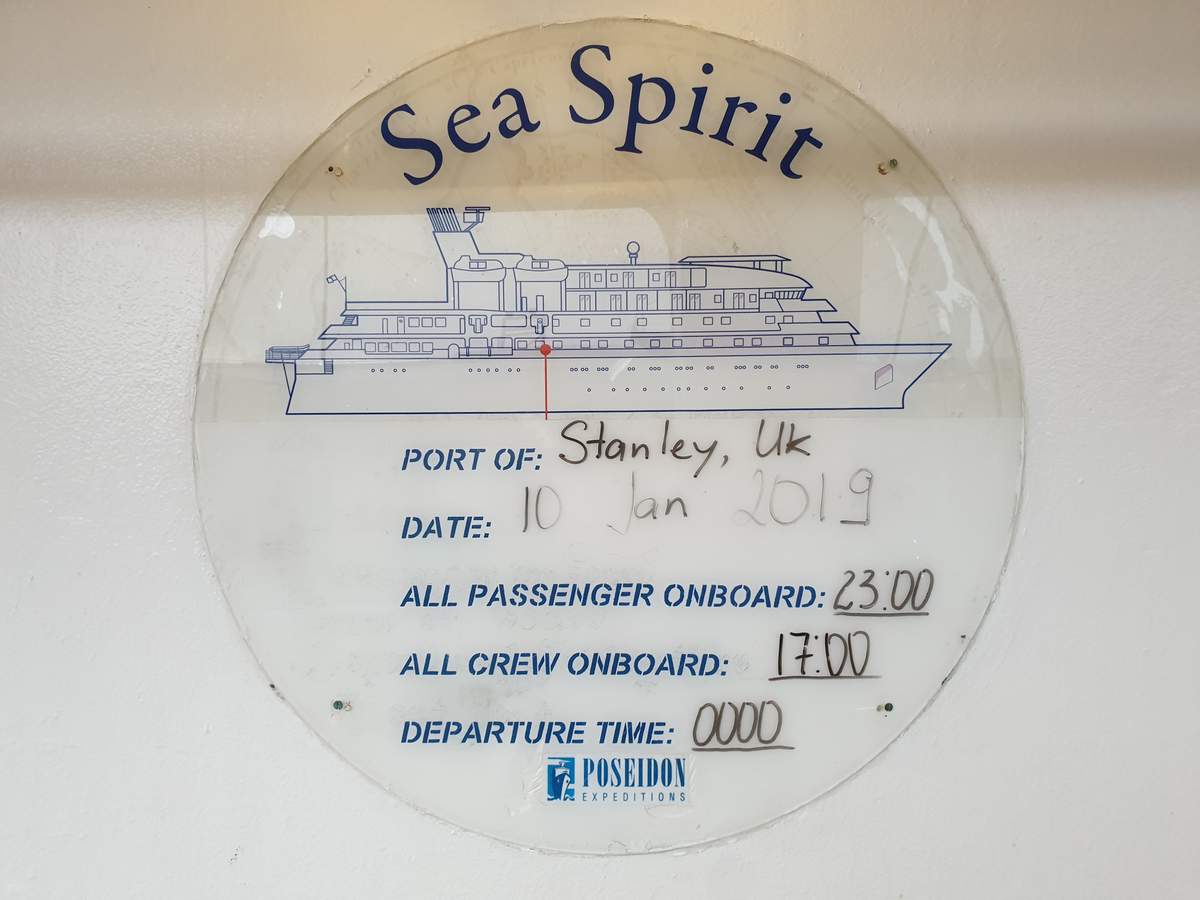 Sea Spirit
PORT OF: Stanley, Uk
DATE: 10 Jan 2019
ALL PASSENGER ONBOARD: 23:00
ALL CREW ONBOARD: 17:00
DEPARTURE TIME: 0000
POSEIDON
EXPEDITIONS